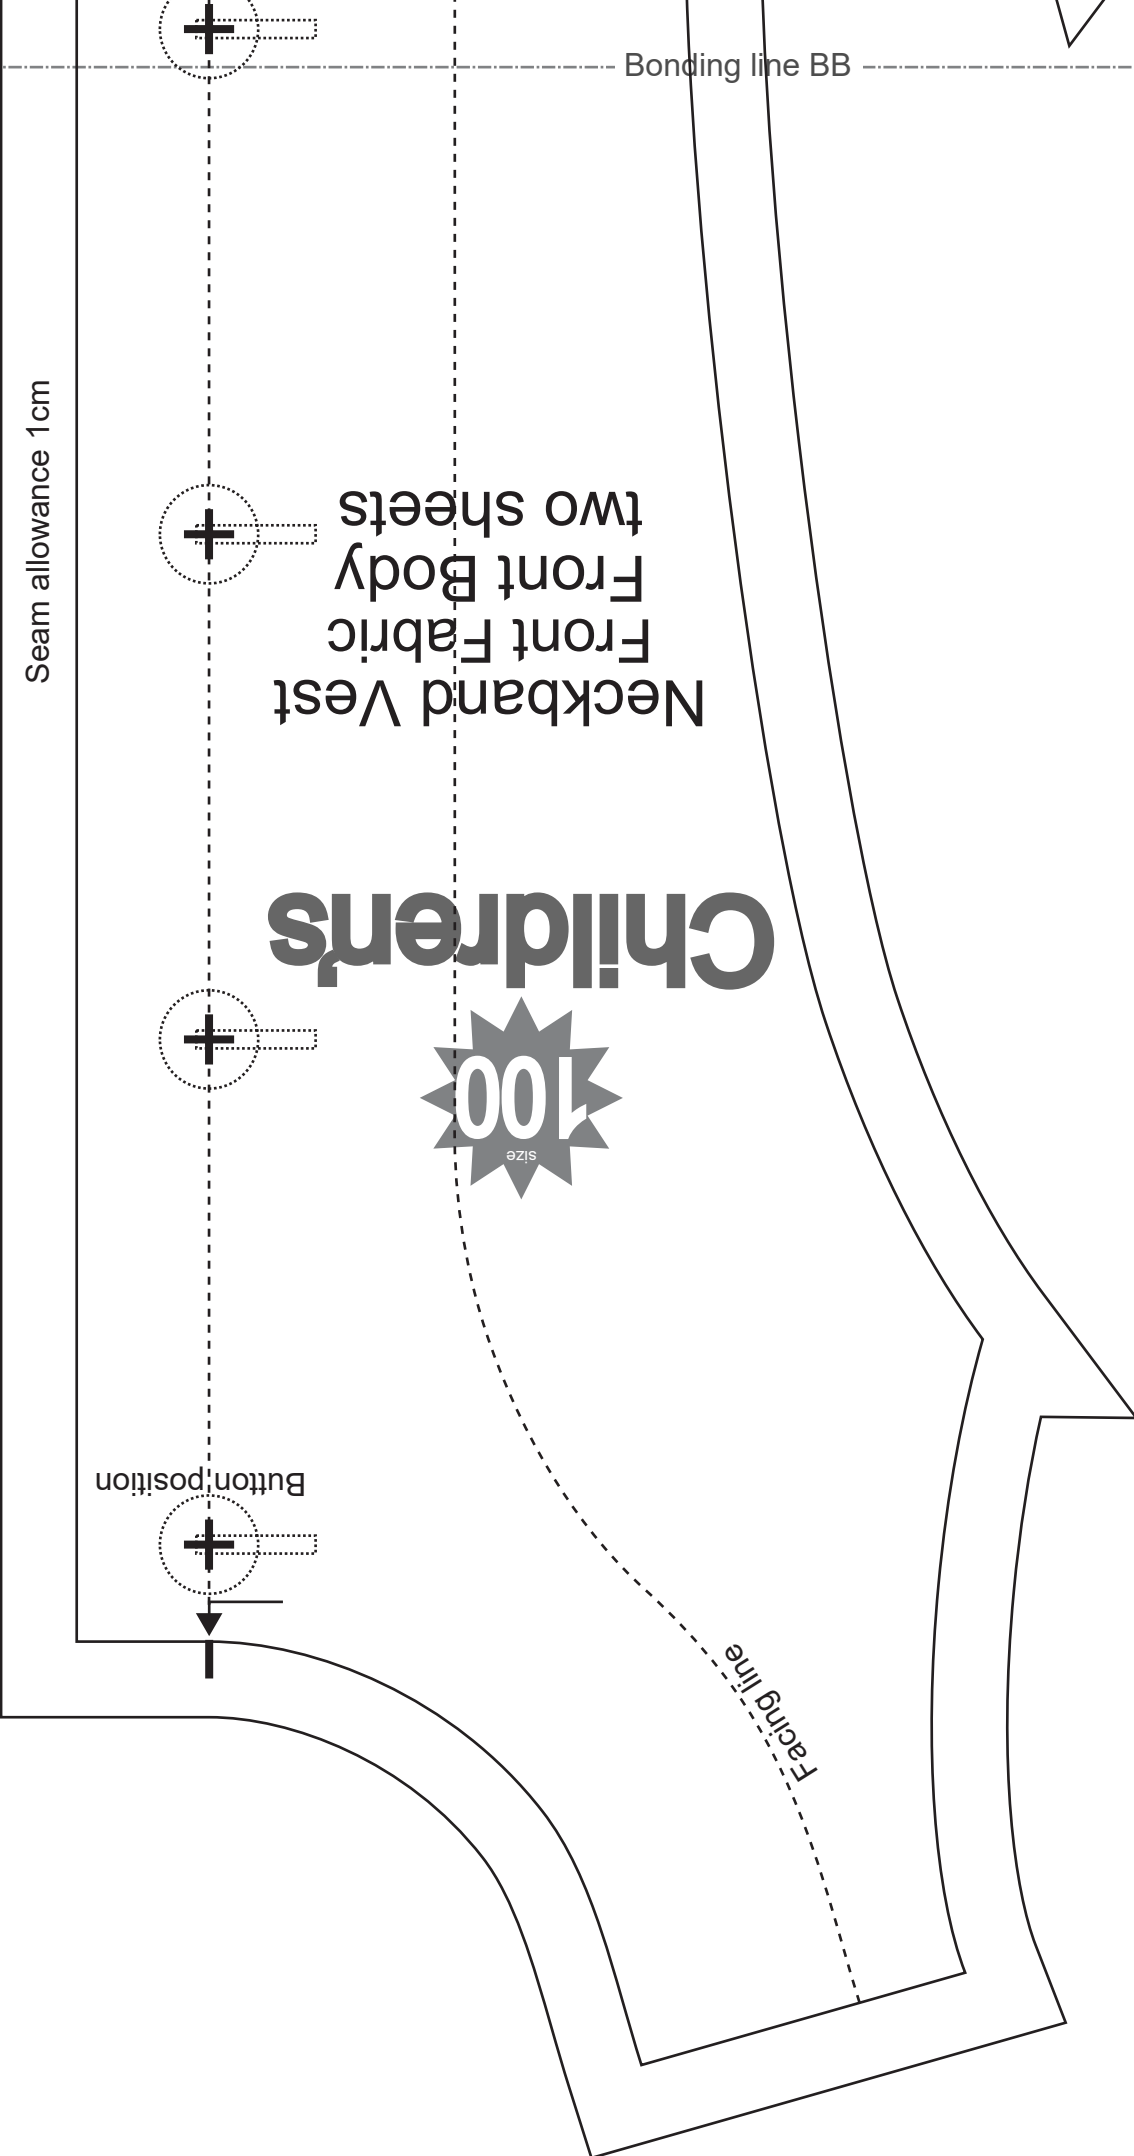 Bonding line BB
Seam allowance 1cm
Neckband Vest
Front Fabric
Front Body
two sheets
Children's
size
100
Button position
Facing line